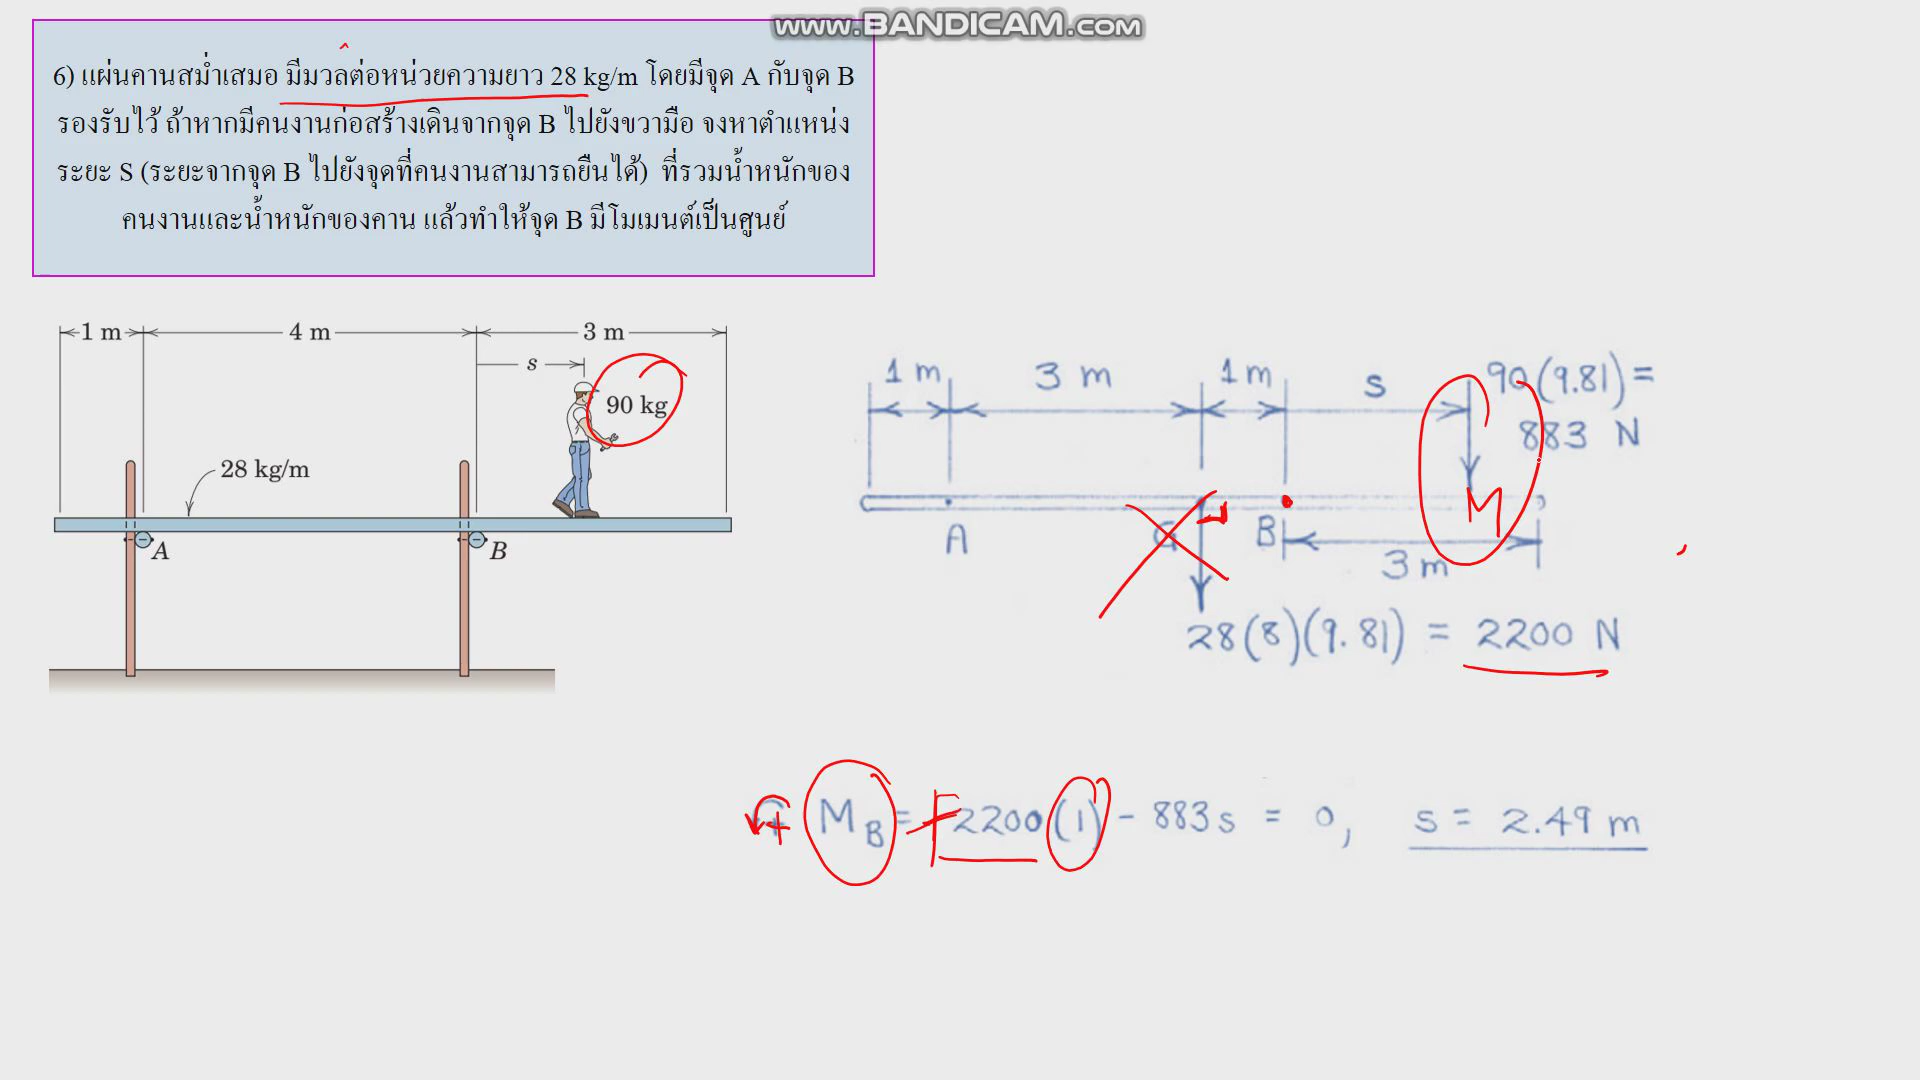 www.BANDICAM.com
6) แผ่นคานสม่ำเสมอ มีมวลต่อหน่วยความยาว 28 kg/m โดยมีจุด A กับจุด B
รองรับไว้ ถ้าหากมีคนงานก่อสร้างเดินจากจุด B ไปยังขวามือ จงหาตำแหน่ง
ระยะ S (ระยะจากจุด B ไปยังจุดที่คนงานสามารถยืนได้) ที่รวมน้ำหนักของ
คนงานและน้ำหนักของคาน แล้วทำให้จุด B มีโมเมนต์เป็นศูนย์
1 m 4 m 3 m
s
90 kg
28 kg/m
A B
1 m 3 m 1 m s 90(9.81) =
883 N
M
A G B
3 m
28(8)(9.81) = 2200 N
M_B = 2200(1) - 883s = 0, s = 2.49 m